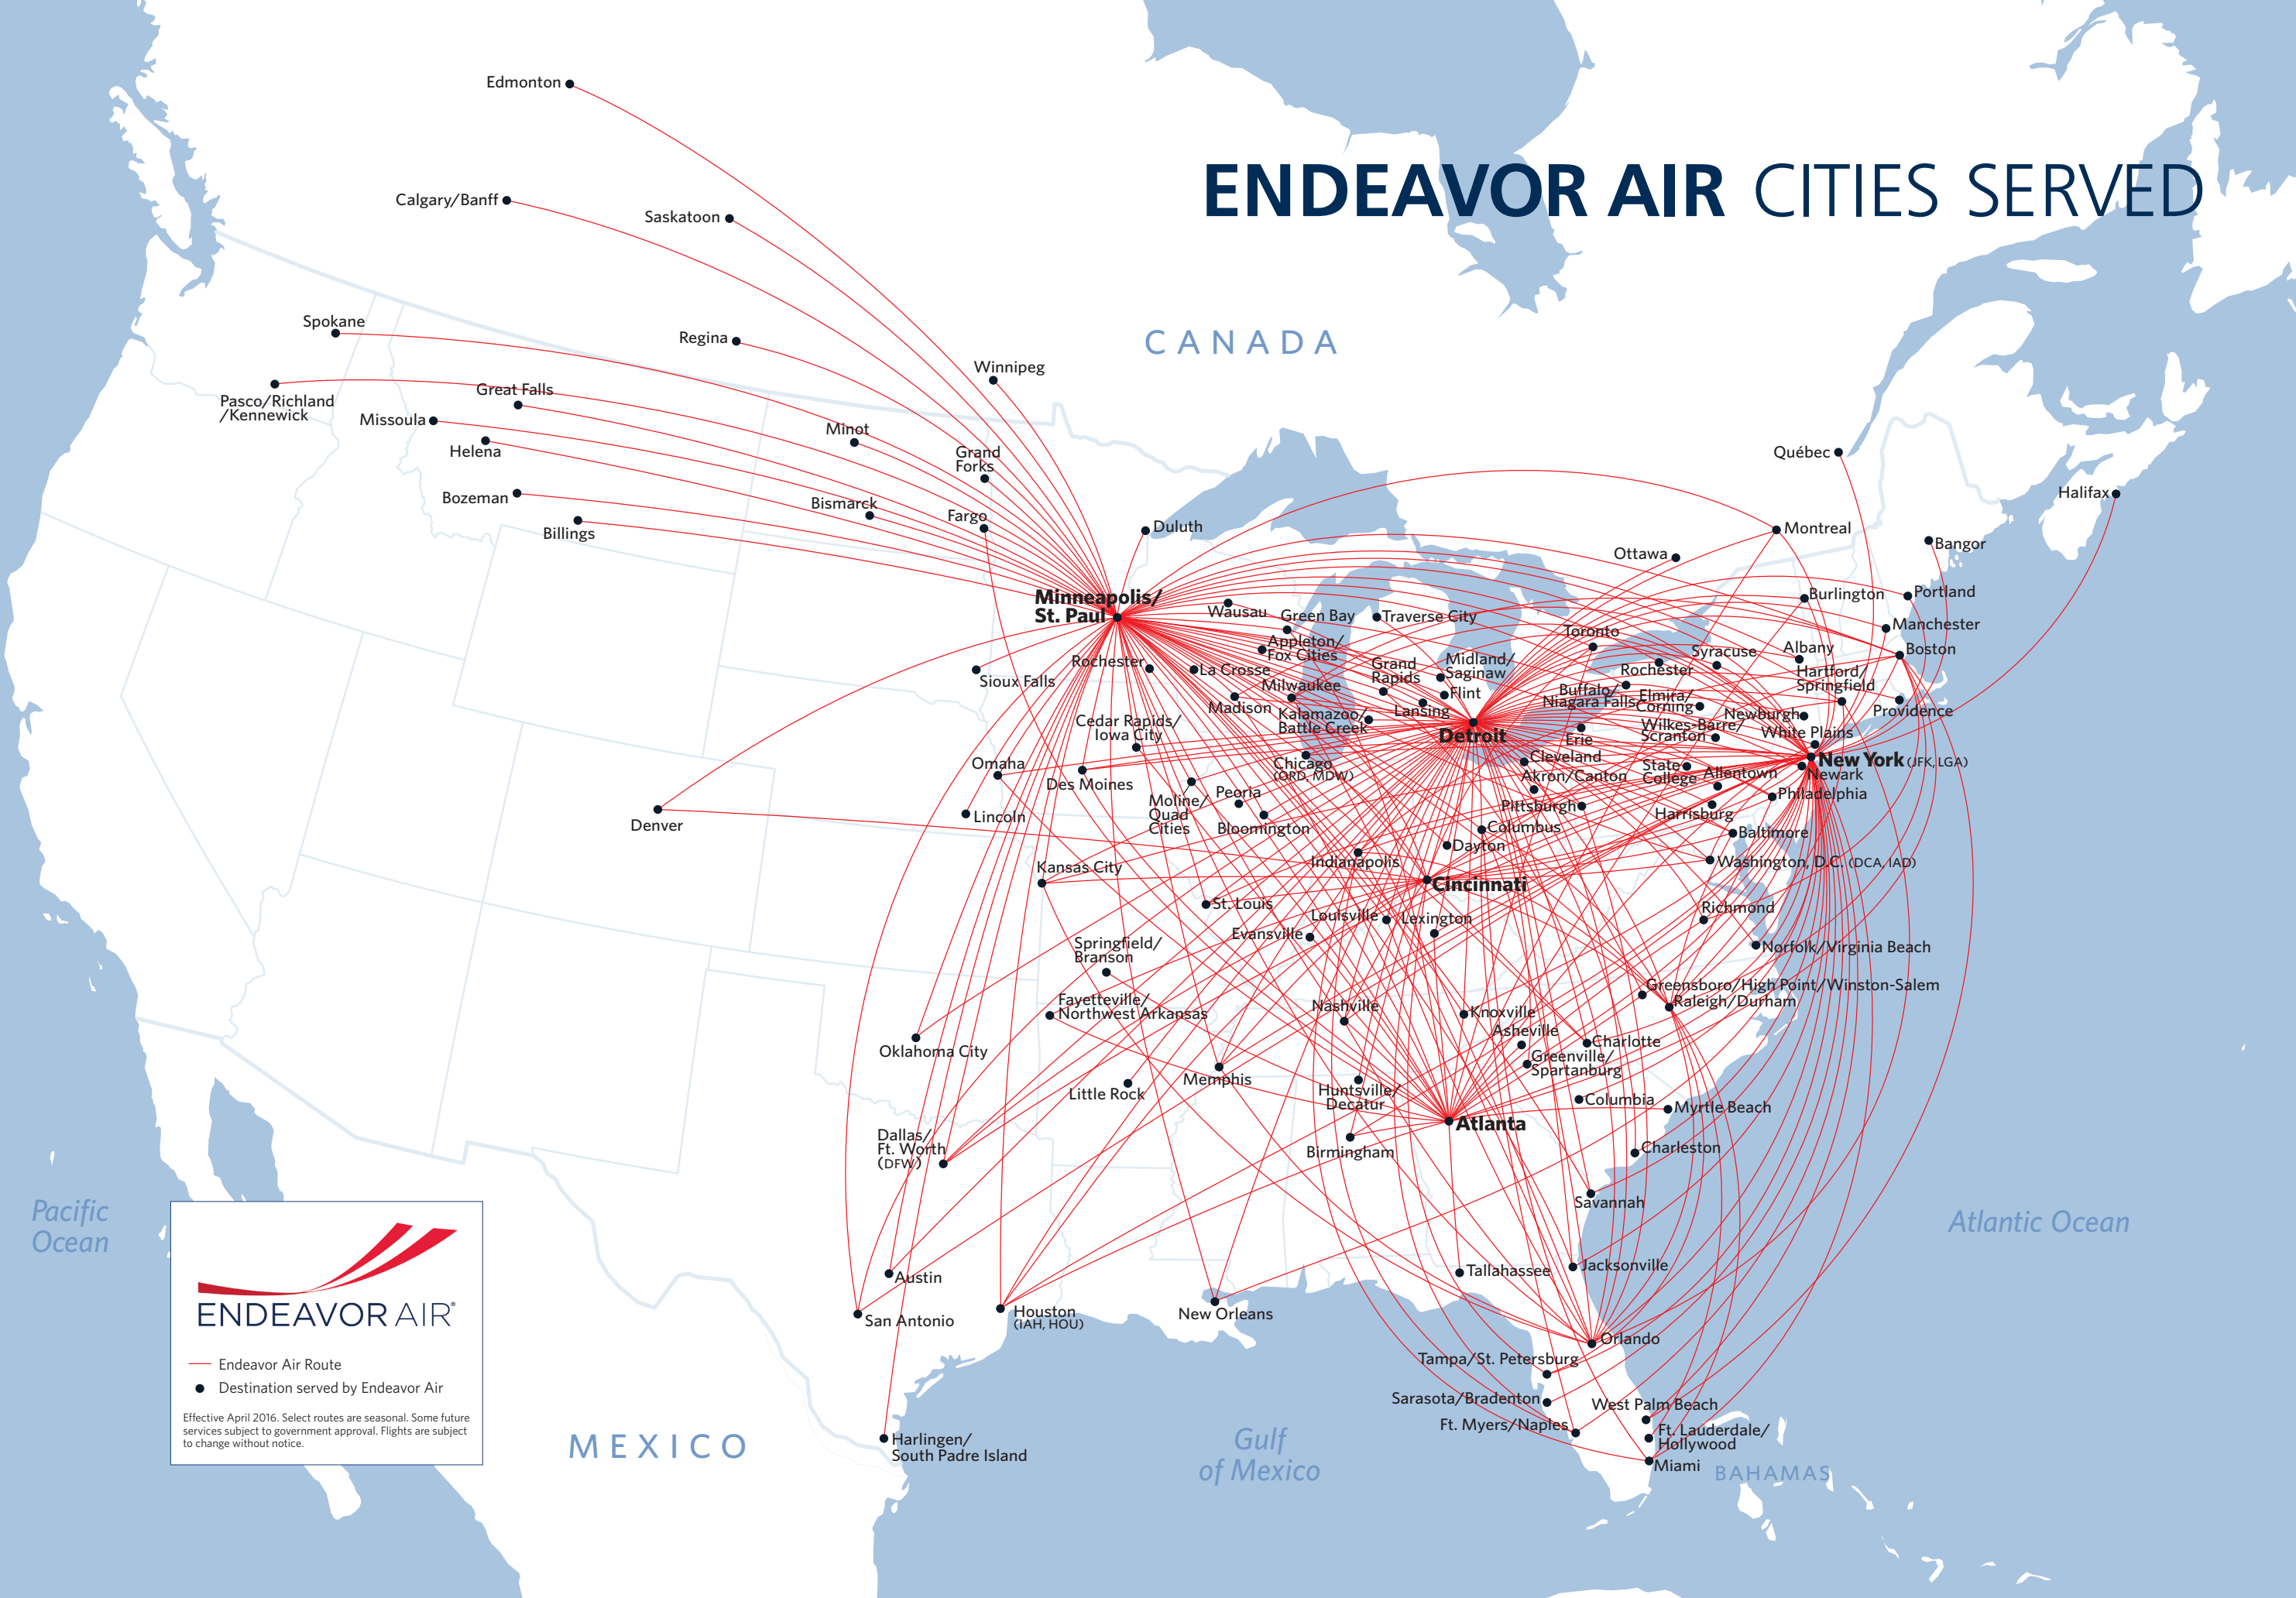 ENDEAVOR AIR CITIES SERVED
Edmonton
Calgary/Banff
Saskatoon
Spokane
Regina
CANADA
Winnipeg
Pasco/Richland
/Kennewick
Great Falls
Missoula
Helena
Minot
Grand
Forks
Québec
Bozeman
Bismarck
Fargo
Halifax
Billings
Duluth
Montreal
Ottawa
Bangor
Minneapolis/
St. Paul
Wausau
Green Bay
Traverse City
Burlington
Portland
Manchester
Toronto
Appleton/
Fox Cities
Rochester
La Crosse
Grand
Rapids
Midland/
Saginaw
Flint
Rochester
Syracuse
Albany
Boston
Hartford/
Springfield
Sioux Falls
Milwaukee
Madison
Lansing
Buffalo/
Niagara Falls
Elmira/
Corning
Newburgh
Providence
Kalamazoo/
Battle Creek
Cedar Rapids/
Iowa City
Detroit
Erie
Wilkes-Barre/
Scranton
White Plains
Omaha
Des Moines
Chicago
(ORD, MDW)
Cleveland
Akron/Canton
State
College
Allentown
New York (JFK, LGA)
Newark
Philadelphia
Moline/
Quad
Cities
Peoria
Bloomington
Pittsburgh
Harrisburg
Denver
Lincoln
Columbus
Dayton
Baltimore
Indianapolis
Washington, D.C. (DCA, IAD)
Kansas City
Cincinnati
St. Louis
Louisville
Lexington
Richmond
Evansville
Springfield/
Branson
Norfolk/Virginia Beach
Fayetteville/
Northwest Arkansas
Nashville
Knoxville
Greensboro/High Point/Winston-Salem
Raleigh/Durham
Asheville
Charlotte
Oklahoma City
Greenville/
Spartanburg
Memphis
Little Rock
Huntsville/
Decatur
Columbia
Myrtle Beach
Atlanta
Dallas/
Ft. Worth
(DFW)
Birmingham
Charleston
Savannah
Pacific
Ocean
Atlantic Ocean
Austin
Tallahassee
Jacksonville
San Antonio
Houston
(IAH, HOU)
New Orleans
Orlando
Tampa/St. Petersburg
Sarasota/Bradenton
West Palm Beach
Ft. Myers/Naples
Ft. Lauderdale/
Hollywood
Miami
BAHAMAS
Harlingen/
South Padre Island
MEXICO
Gulf
of Mexico
ENDEAVOR AIR®
Endeavor Air Route
Destination served by Endeavor Air
Effective April 2016. Select routes are seasonal. Some future
services subject to government approval. Flights are subject
to change without notice.